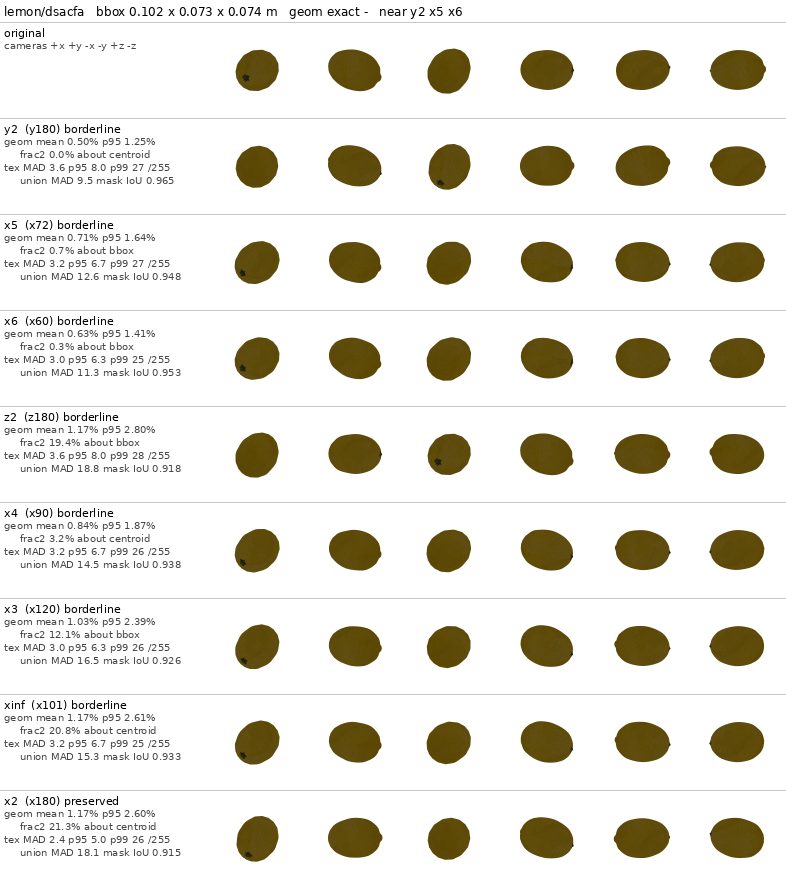 lemon/dsacfa   bbox 0.102 x 0.073 x 0.074 m   geom exact -   near y2 x5 x6
original
cameras +x +y -x -y +z -z
y2  (y180) borderline
geom mean 0.50% p95 1.25%
frac2 0.0% about centroid
tex MAD 3.6 p95 8.0 p99 27 /255
union MAD 9.5 mask IoU 0.965
x5  (x72) borderline
geom mean 0.71% p95 1.64%
frac2 0.7% about bbox
tex MAD 3.2 p95 6.7 p99 27 /255
union MAD 12.6 mask IoU 0.948
x6  (x60) borderline
geom mean 0.63% p95 1.41%
frac2 0.3% about bbox
tex MAD 3.0 p95 6.3 p99 25 /255
union MAD 11.3 mask IoU 0.953
z2  (z180) borderline
geom mean 1.17% p95 2.80%
frac2 19.4% about bbox
tex MAD 3.6 p95 8.0 p99 28 /255
union MAD 18.8 mask IoU 0.918
x4  (x90) borderline
geom mean 0.84% p95 1.87%
frac2 3.2% about centroid
tex MAD 3.2 p95 6.7 p99 26 /255
union MAD 14.5 mask IoU 0.938
x3  (x120) borderline
geom mean 1.03% p95 2.39%
frac2 12.1% about bbox
tex MAD 3.0 p95 6.3 p99 26 /255
union MAD 16.5 mask IoU 0.926
xinf  (x101) borderline
geom mean 1.17% p95 2.61%
frac2 20.8% about centroid
tex MAD 3.2 p95 6.7 p99 25 /255
union MAD 15.3 mask IoU 0.933
x2  (x180) preserved
geom mean 1.17% p95 2.60%
frac2 21.3% about centroid
tex MAD 2.4 p95 5.0 p99 26 /255
union MAD 18.1 mask IoU 0.915